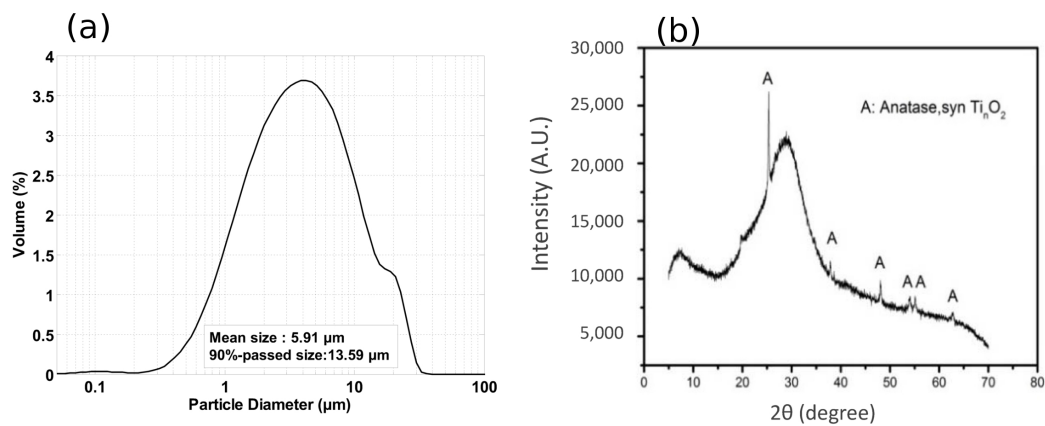 (a)
4
3.5
3
2.5
2
1.5
1
0.5
0
Volume (%)
Mean size : 5.91 µm
90%-passed size:13.59 µm
0.1 1 10 100
Particle Diameter (µm)
(b)
30,000
25,000
20,000
15,000
10,000
5,000
Intensity (A.U.)
A
A: Anatase,syn TiₙO₂
A
A
A A
A
0 10 20 30 40 50 60 70 80
2θ (degree)